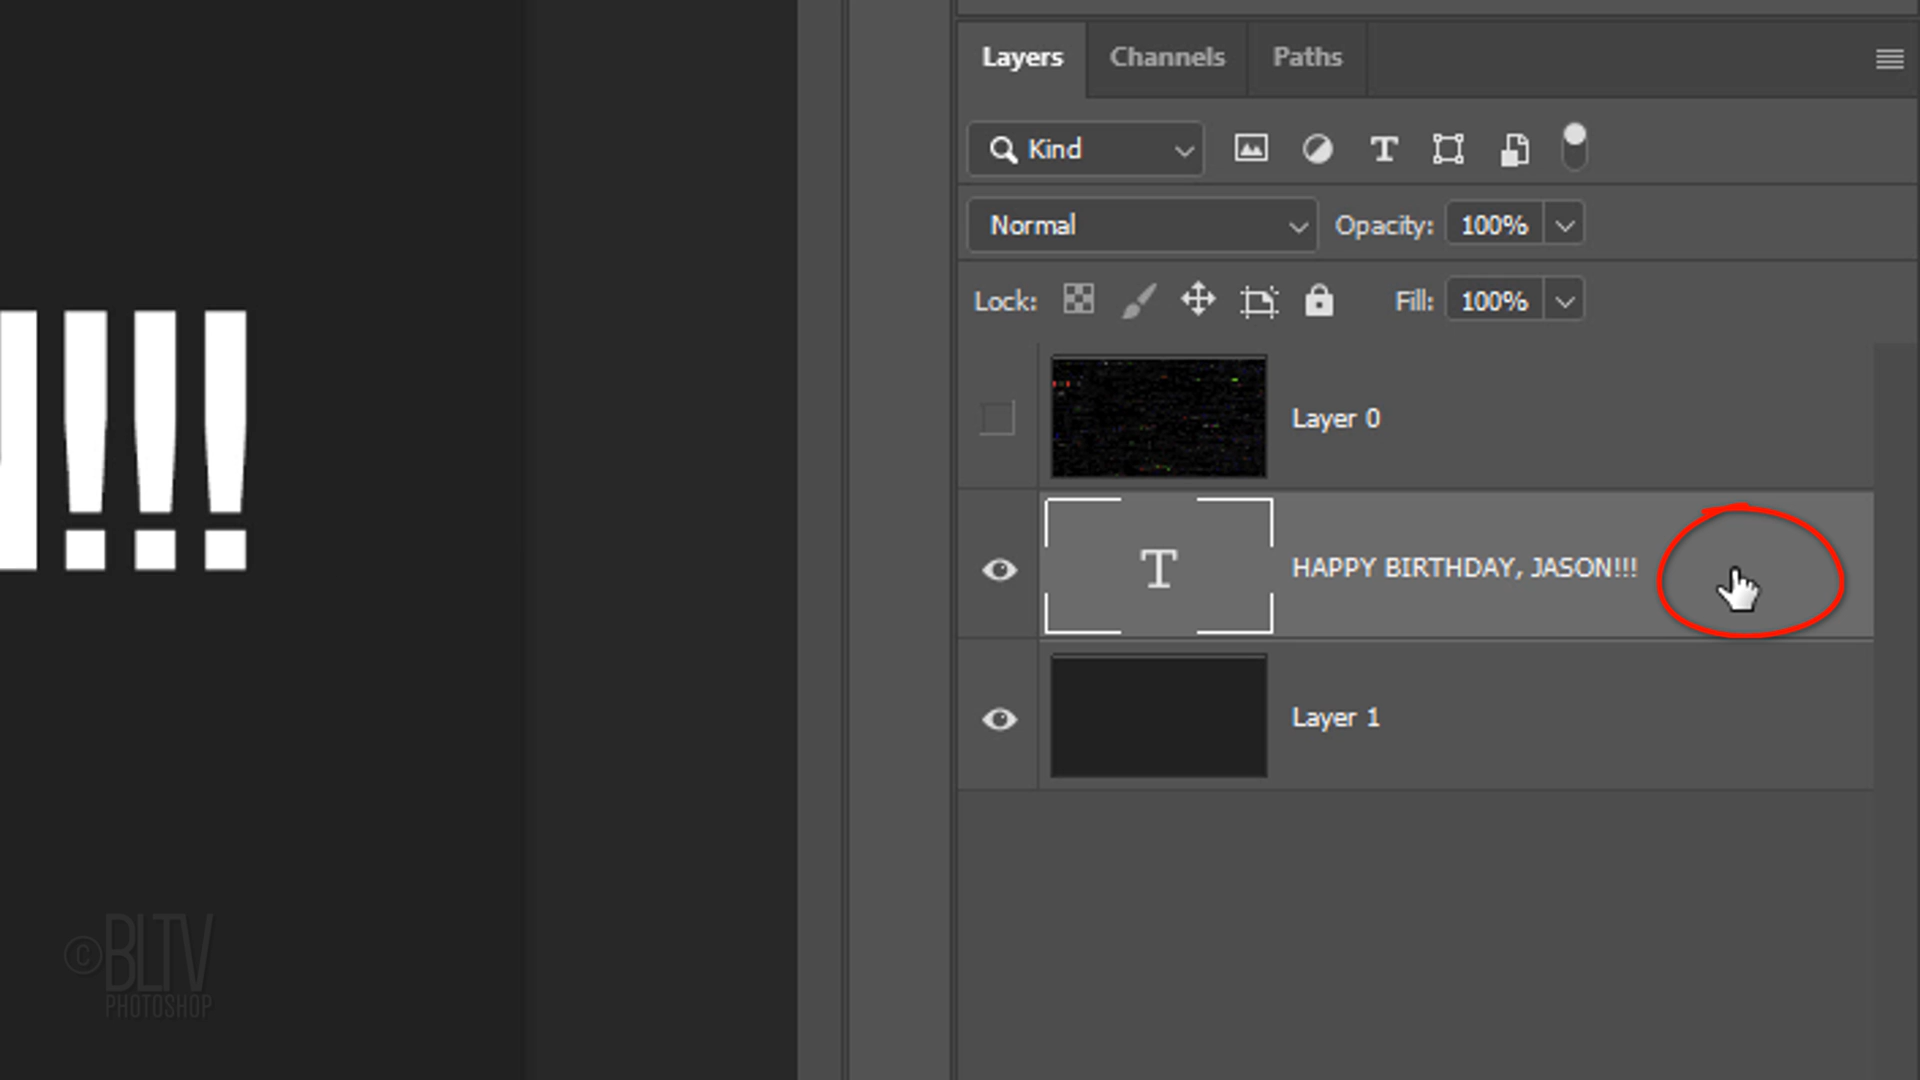 !!!
Layers Channels Paths
Kind
Normal Opacity: 100%
Lock: Fill: 100%
Layer 0
T HAPPY BIRTHDAY, JASON!!!
Layer 1
©BLTV
PHOTOSHOP